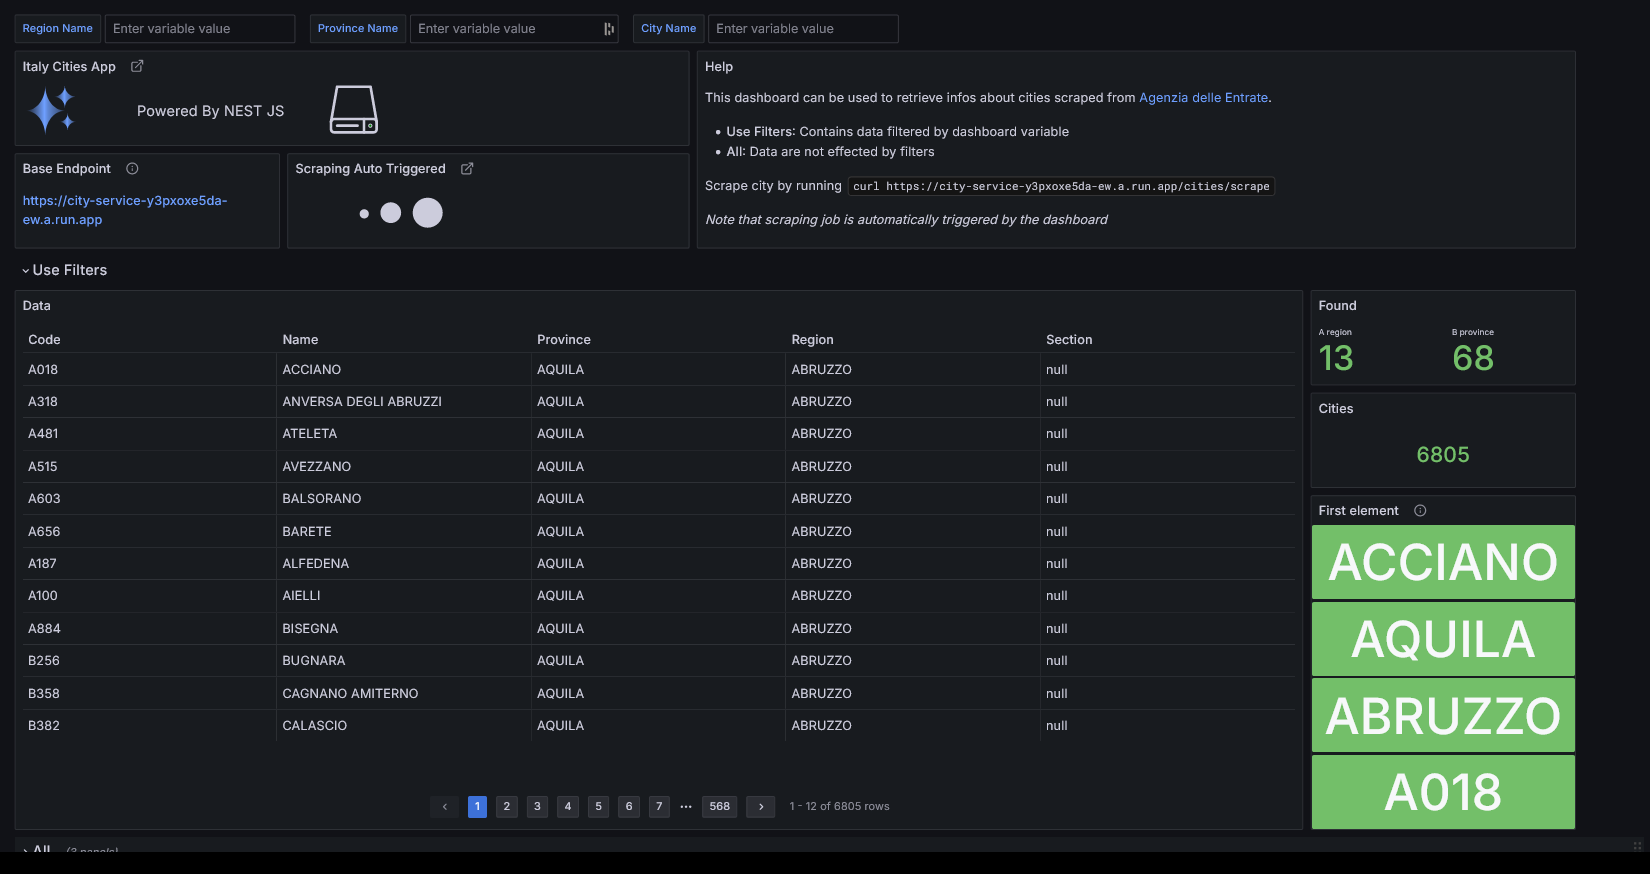 Region Name Enter variable value Province Name Enter variable value City Name Enter variable value
Italy Cities App
Powered By NEST JS
Help
This dashboard can be used to retrieve infos about cities scraped from Agenzia delle Entrate.
• Use Filters: Contains data filtered by dashboard variable
• All: Data are not effected by filters
Scrape city by running curl https://city-service-y3pxoxe5da-ew.a.run.app/cities/scrape
Note that scraping job is automatically triggered by the dashboard
Base Endpoint
https://city-service-y3pxoxe5da-
ew.a.run.app
Scraping Auto Triggered
Use Filters
Data
Code Name Province Region Section
A018 ACCIANO AQUILA ABRUZZO null
A318 ANVERSA DEGLI ABRUZZI AQUILA ABRUZZO null
A481 ATELETA AQUILA ABRUZZO null
A515 AVEZZANO AQUILA ABRUZZO null
A603 BALSORANO AQUILA ABRUZZO null
A656 BARETE AQUILA ABRUZZO null
A187 ALFEDENA AQUILA ABRUZZO null
A100 AIELLI AQUILA ABRUZZO null
A884 BISEGNA AQUILA ABRUZZO null
B256 BUGNARA AQUILA ABRUZZO null
B358 CAGNANO AMITERNO AQUILA ABRUZZO null
B382 CALASCIO AQUILA ABRUZZO null
‹ 1 2 3 4 5 6 7 ••• 568 › 1 - 12 of 6805 rows
Found
A region B province
13 68
Cities
6805
First element
ACCIANO
AQUILA
ABRUZZO
A018
All (3 panels)